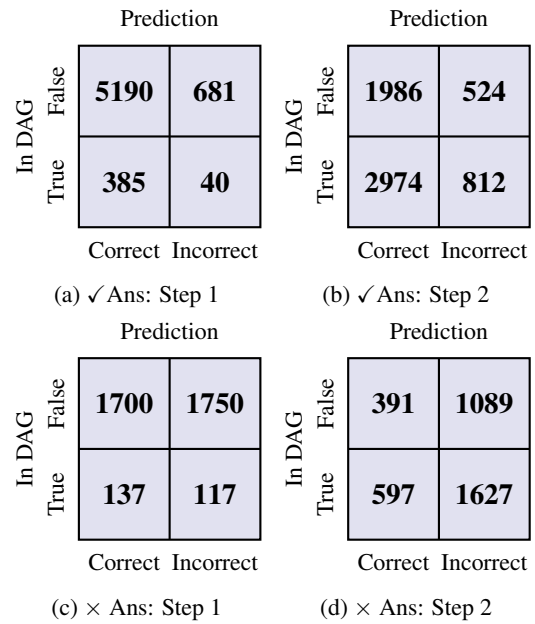 Prediction Prediction
In DAG False 5190 681 In DAG False 1986 524
True 385 40 True 2974 812
Correct Incorrect Correct Incorrect
(a) ✓Ans: Step 1 (b) ✓Ans: Step 2
Prediction Prediction
In DAG False 1700 1750 In DAG False 391 1089
True 137 117 True 597 1627
Correct Incorrect Correct Incorrect
(c) × Ans: Step 1 (d) × Ans: Step 2